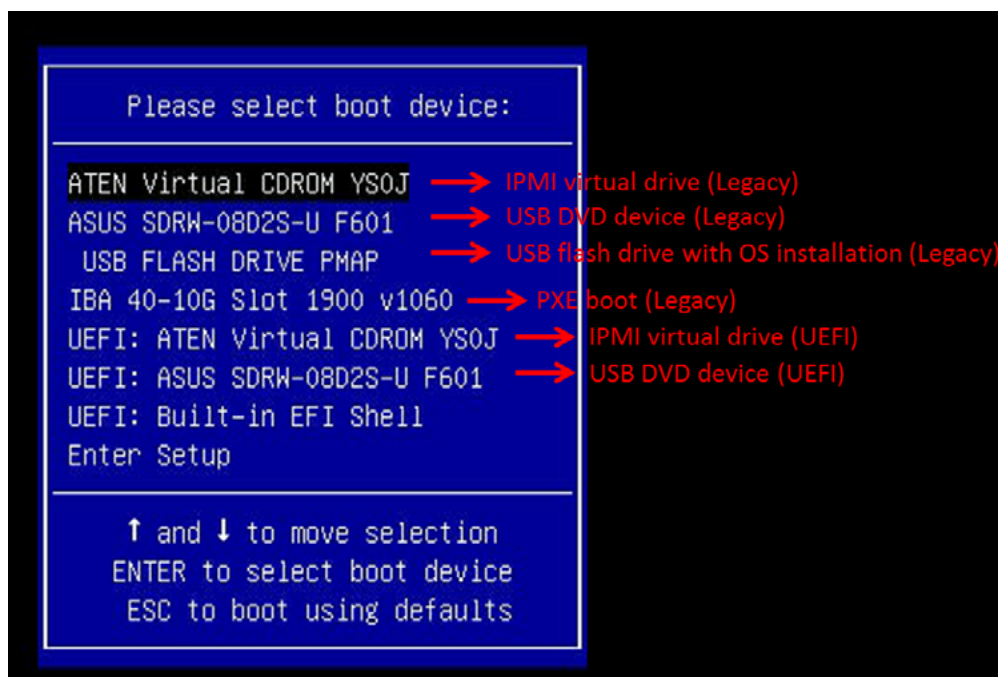 Please select boot device:
ATEN Virtual CDROM YS0J → IPMI virtual drive (Legacy)
ASUS SDRW-08D2S-U F601 → USB DVD device (Legacy)
USB FLASH DRIVE PMAP → USB flash drive with OS installation (Legacy)
IBA 40-10G Slot 1900 v1060 → PXE boot (Legacy)
UEFI: ATEN Virtual CDROM YS0J → IPMI virtual drive (UEFI)
UEFI: ASUS SDRW-08D2S-U F601 → USB DVD device (UEFI)
UEFI: Built-in EFI Shell
Enter Setup
↑ and ↓ to move selection
ENTER to select boot device
ESC to boot using defaults